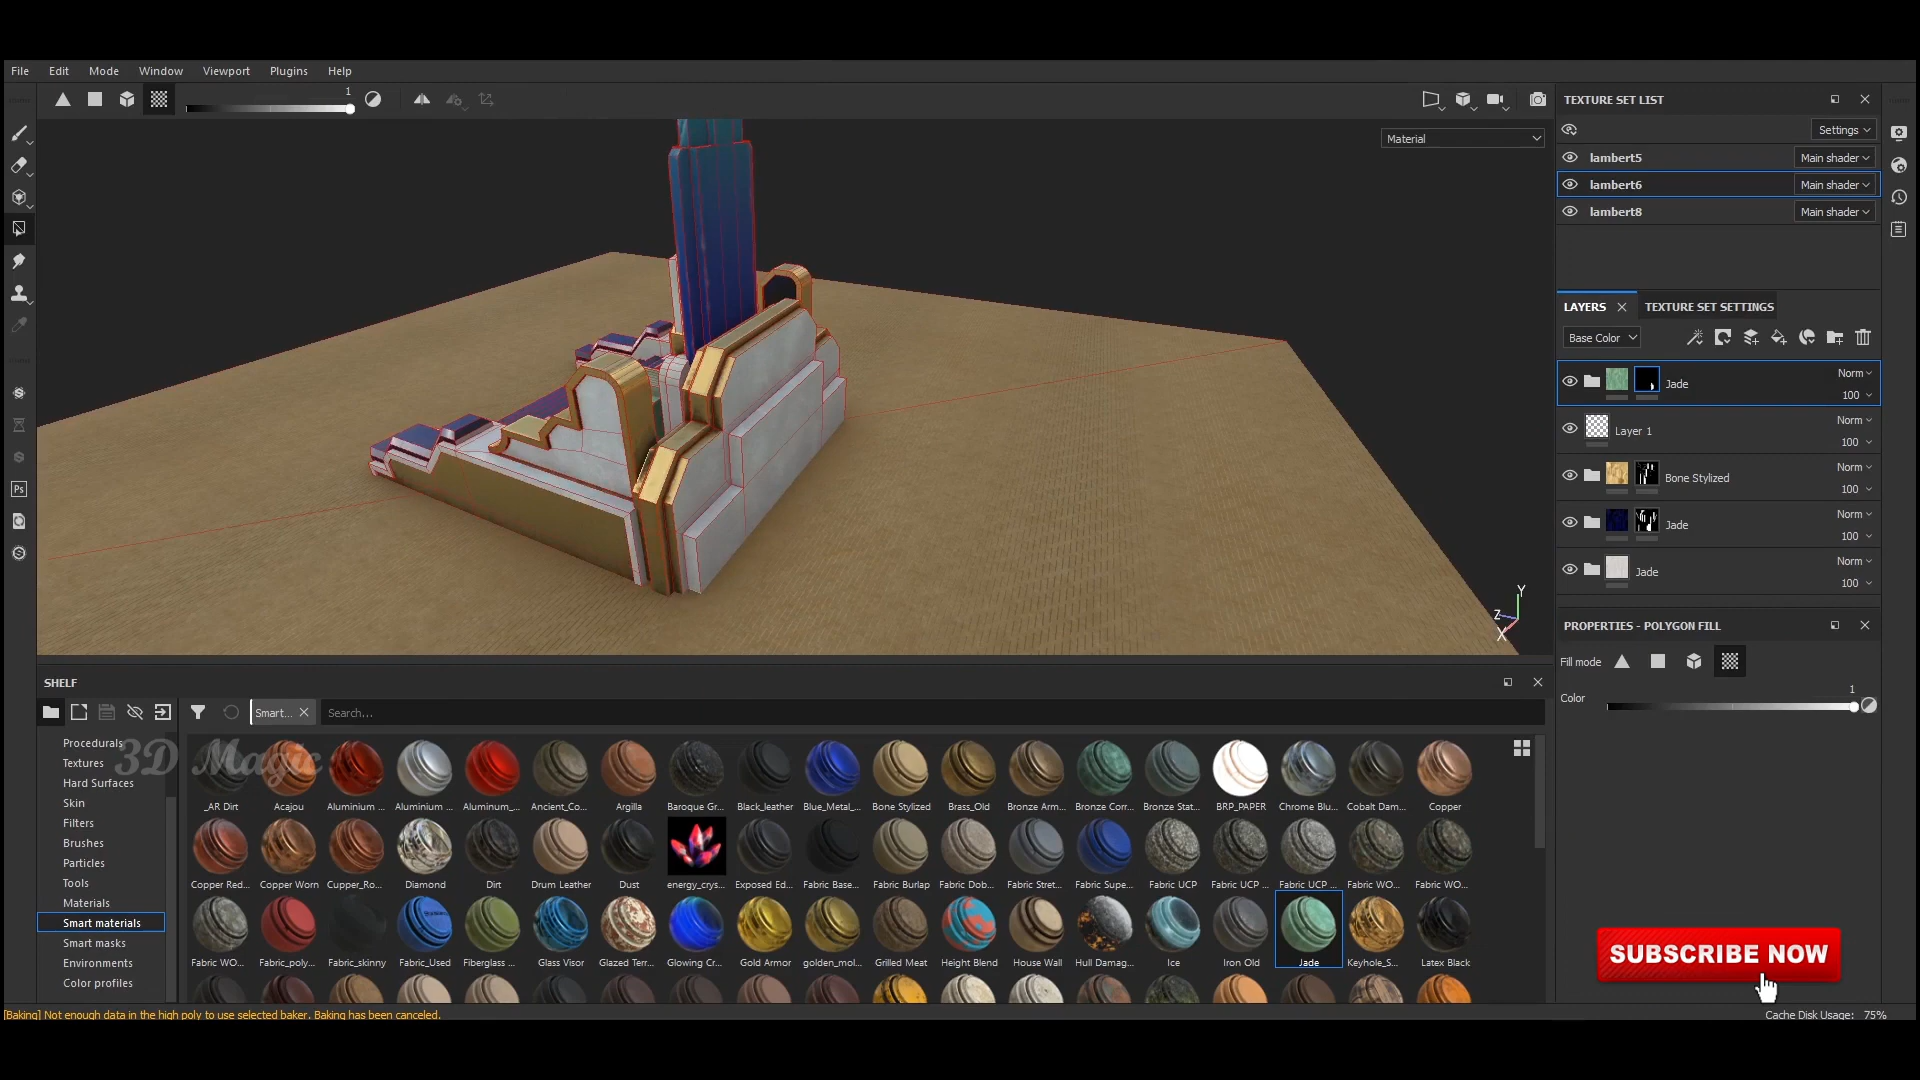 File Edit Mode Window Viewport Plugins Help
1
Material
TEXTURE SET LIST
Settings
lambert5 Main shader
lambert6 Main shader
lambert8 Main shader
LAYERS TEXTURE SET SETTINGS
Base Color
Jade Norm 100
Layer 1 Norm 100
Bone Stylized Norm 100
Jade Norm 100
Jade Norm 100
PROPERTIES - POLYGON FILL
Fill mode
Color 1
Y
Z
X
Ps
SHELF
Smart... Search...
Procedurals
Textures
Hard Surfaces
Skin
Filters
Brushes
Particles
Tools
Materials
Smart materials
Smart masks
Environments
Color profiles
3D Magic
_AR Dirt Acajou Aluminium ... Aluminium ... Aluminum_... Ancient_Co... Argilla Baroque Gr... Black_leather Blue_Metal_... Bone Stylized Brass_Old Bronze Arm... Bronze Corr... Bronze Stat... BRP_PAPER Chrome Blu... Cobalt Dam... Copper
Copper Red... Copper Worn Cupper_Ro... Diamond Dirt Drum Leather Dust energy_crys... Exposed Ed... Fabric Base... Fabric Burlap Fabric Dob... Fabric Stret... Fabric Supe... Fabric UCP Fabric UCP ... Fabric UCP ... Fabric WO... Fabric WO...
Fabric WO... Fabric_poly... Fabric_skinny Fabric_Used Fiberglass ... Glass Visor Glazed Terr... Glowing Cr... Gold Armor golden_mol... Grilled Meat Height Blend House Wall Hull Damag... Ice Iron Old Jade Keyhole_S... Latex Black
SUBSCRIBE NOW
[Baking] Not enough data in the high poly to use selected baker. Baking has been canceled.
Cache Disk Usage: 75%